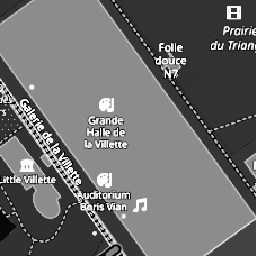 Prairie
du Triang
Folle
douce
N7
Grande
Halle de
la Villette
Galerie de la Villette
Little Villette
Auditorium
Boris Vian